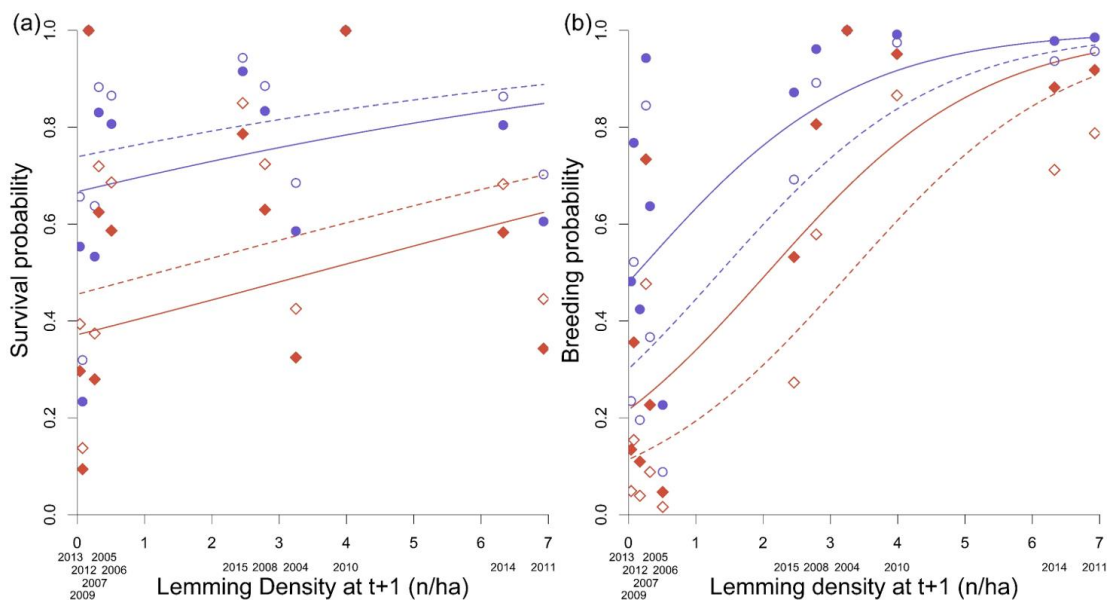 (a)
Survival probability
1.0
0.8
0.6
0.4
0.2
0.0
0 1 2 3 4 5 6 7
2013 2005 2015 2008 2004 2010 2014 2011
2012 2006
2007
2009
Lemming Density at t+1 (n/ha)
(b)
Breeding probability
1.0
0.8
0.6
0.4
0.2
0.0
0 1 2 3 4 5 6 7
2013 2005 2015 2008 2004 2014 2011
2012 2006 2010
2007
2009
Lemming density at t+1 (n/ha)